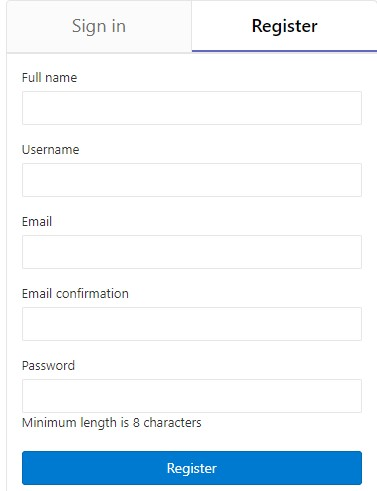 Sign in
Register
Full name
Username
Email
Email confirmation
Password
Minimum length is 8 characters
Register